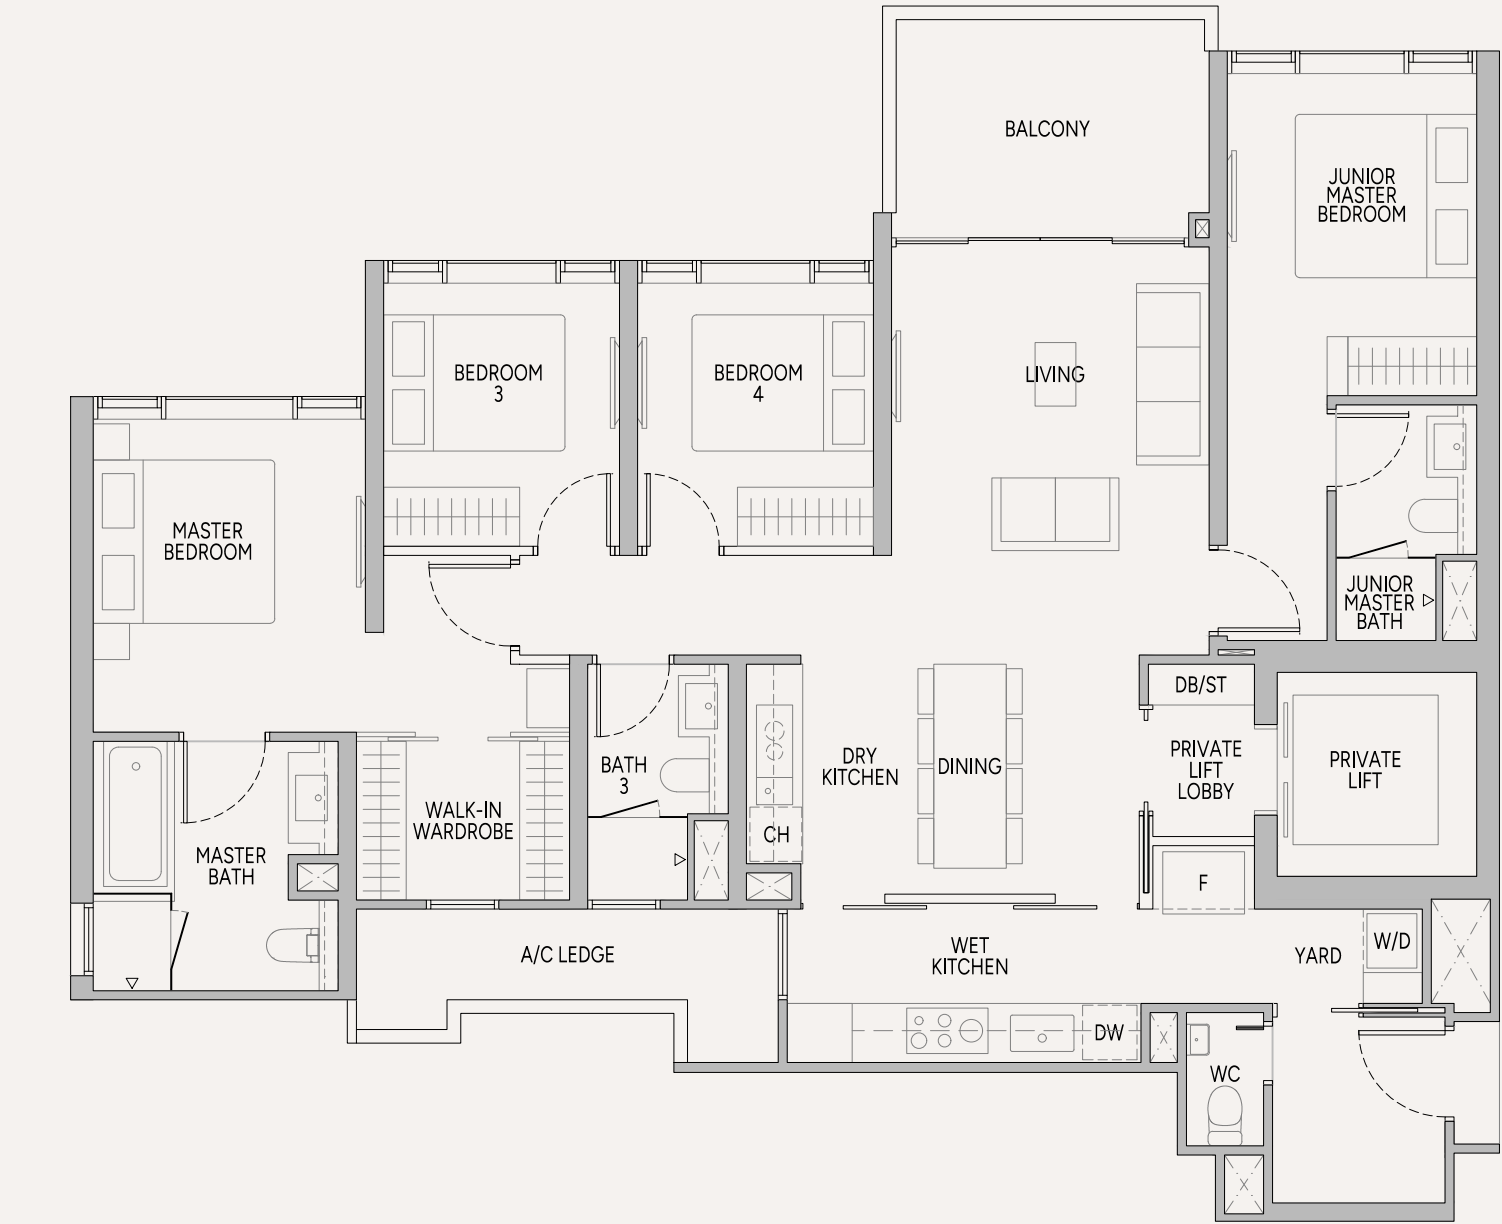 BALCONY
JUNIOR
MASTER
BEDROOM
BEDROOM
3
BEDROOM
4
LIVING
MASTER
BEDROOM
JUNIOR
MASTER
BATH
DB/ST
PRIVATE
LIFT
LOBBY
PRIVATE
LIFT
DRY
KITCHEN
DINING
BATH
3
WALK-IN
WARDROBE
CH
MASTER
BATH
F
A/C LEDGE
WET
KITCHEN
YARD
W/D
DW
WC